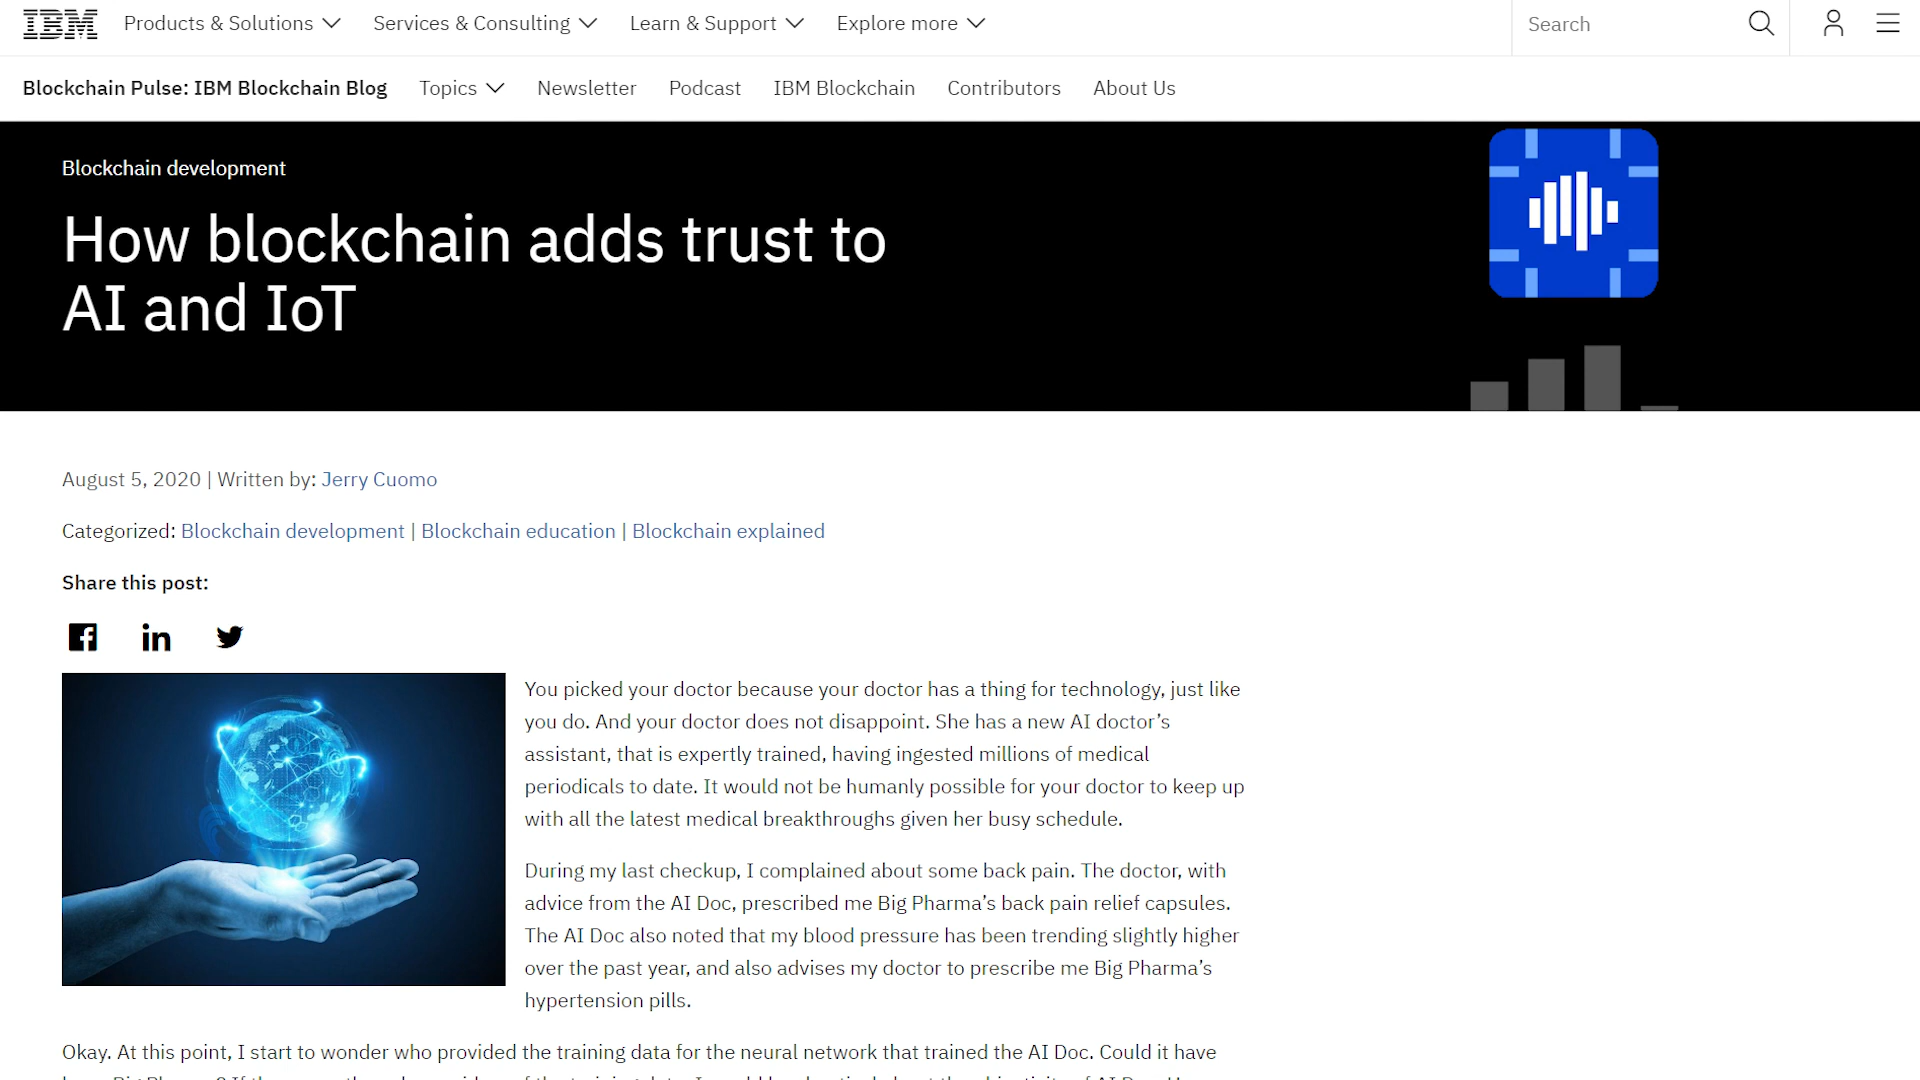 IBM Products & Solutions Services & Consulting Learn & Support Explore more Search
Blockchain Pulse: IBM Blockchain Blog Topics Newsletter Podcast IBM Blockchain Contributors About Us
Blockchain development
How blockchain adds trust to
AI and IoT
August 5, 2020 | Written by: Jerry Cuomo
Categorized: Blockchain development | Blockchain education | Blockchain explained
Share this post:
You picked your doctor because your doctor has a thing for technology, just like
you do. And your doctor does not disappoint. She has a new AI doctor’s
assistant, that is expertly trained, having ingested millions of medical
periodicals to date. It would not be humanly possible for your doctor to keep up
with all the latest medical breakthroughs given her busy schedule.
During my last checkup, I complained about some back pain. The doctor, with
advice from the AI Doc, prescribed me Big Pharma’s back pain relief capsules.
The AI Doc also noted that my blood pressure has been trending slightly higher
over the past year, and also advises my doctor to prescribe me Big Pharma’s
hypertension pills.
Okay. At this point, I start to wonder who provided the training data for the neural network that trained the AI Doc. Could it have